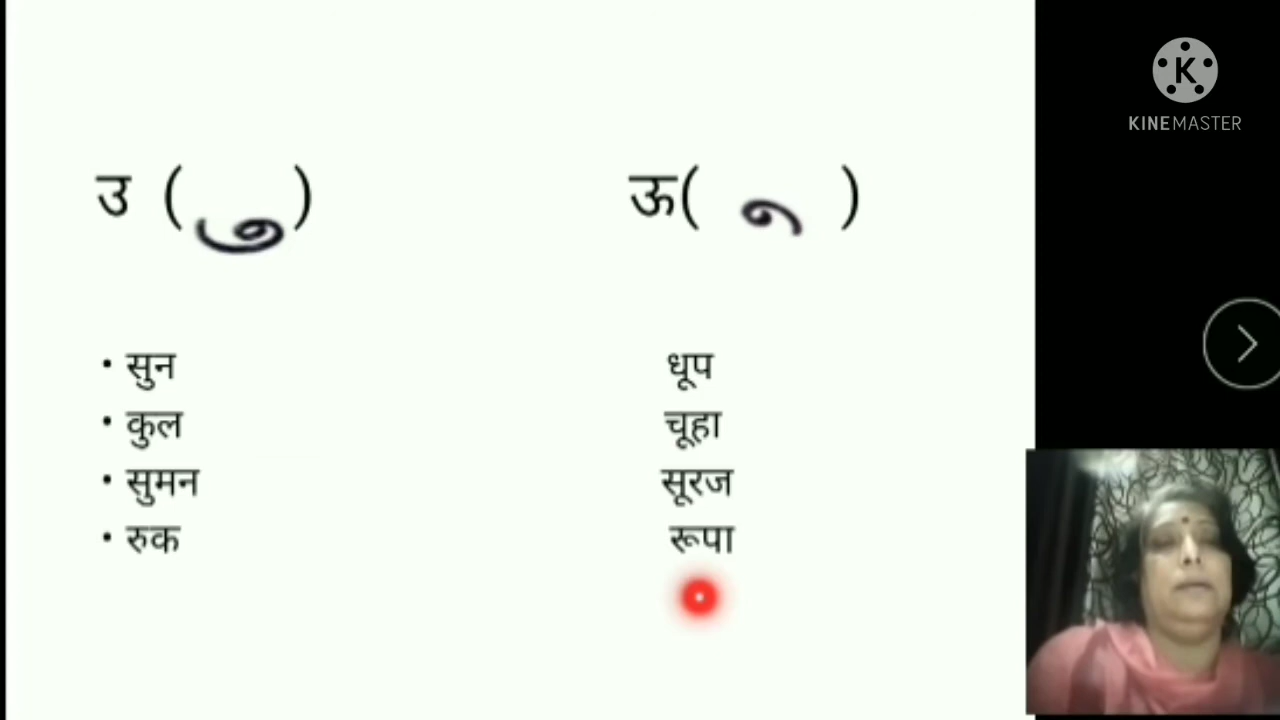 उ ( ु )
ऊ( ू )
• सुन
• कुल
• सुमन
• रुक
धूप
चूहा
सूरज
रूपा
K
KINEMASTER